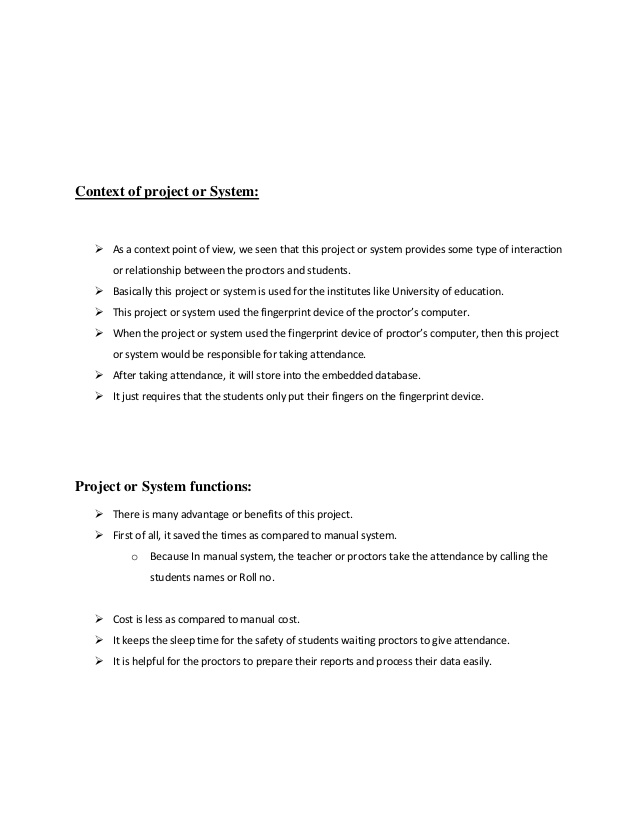 Context of project or System:
➢ As a context point of view, we seen that this project or system provides some type of interaction
or relationship between the proctors and students.
➢ Basically this project or system is used for the institutes like University of education.
➢ This project or system used the fingerprint device of the proctor's computer.
➢ When the project or system used the fingerprint device of proctor's computer, then this project
or system would be responsible for taking attendance.
➢ After taking attendance, it will store into the embedded database.
➢ It just requires that the students only put their fingers on the fingerprint device.
Project or System functions:
➢ There is many advantage or benefits of this project.
➢ First of all, it saved the times as compared to manual system.
o Because In manual system, the teacher or proctors take the attendance by calling the
students names or Roll no.
➢ Cost is less as compared to manual cost.
➢ It keeps the sleep time for the safety of students waiting proctors to give attendance.
➢ It is helpful for the proctors to prepare their reports and process their data easily.